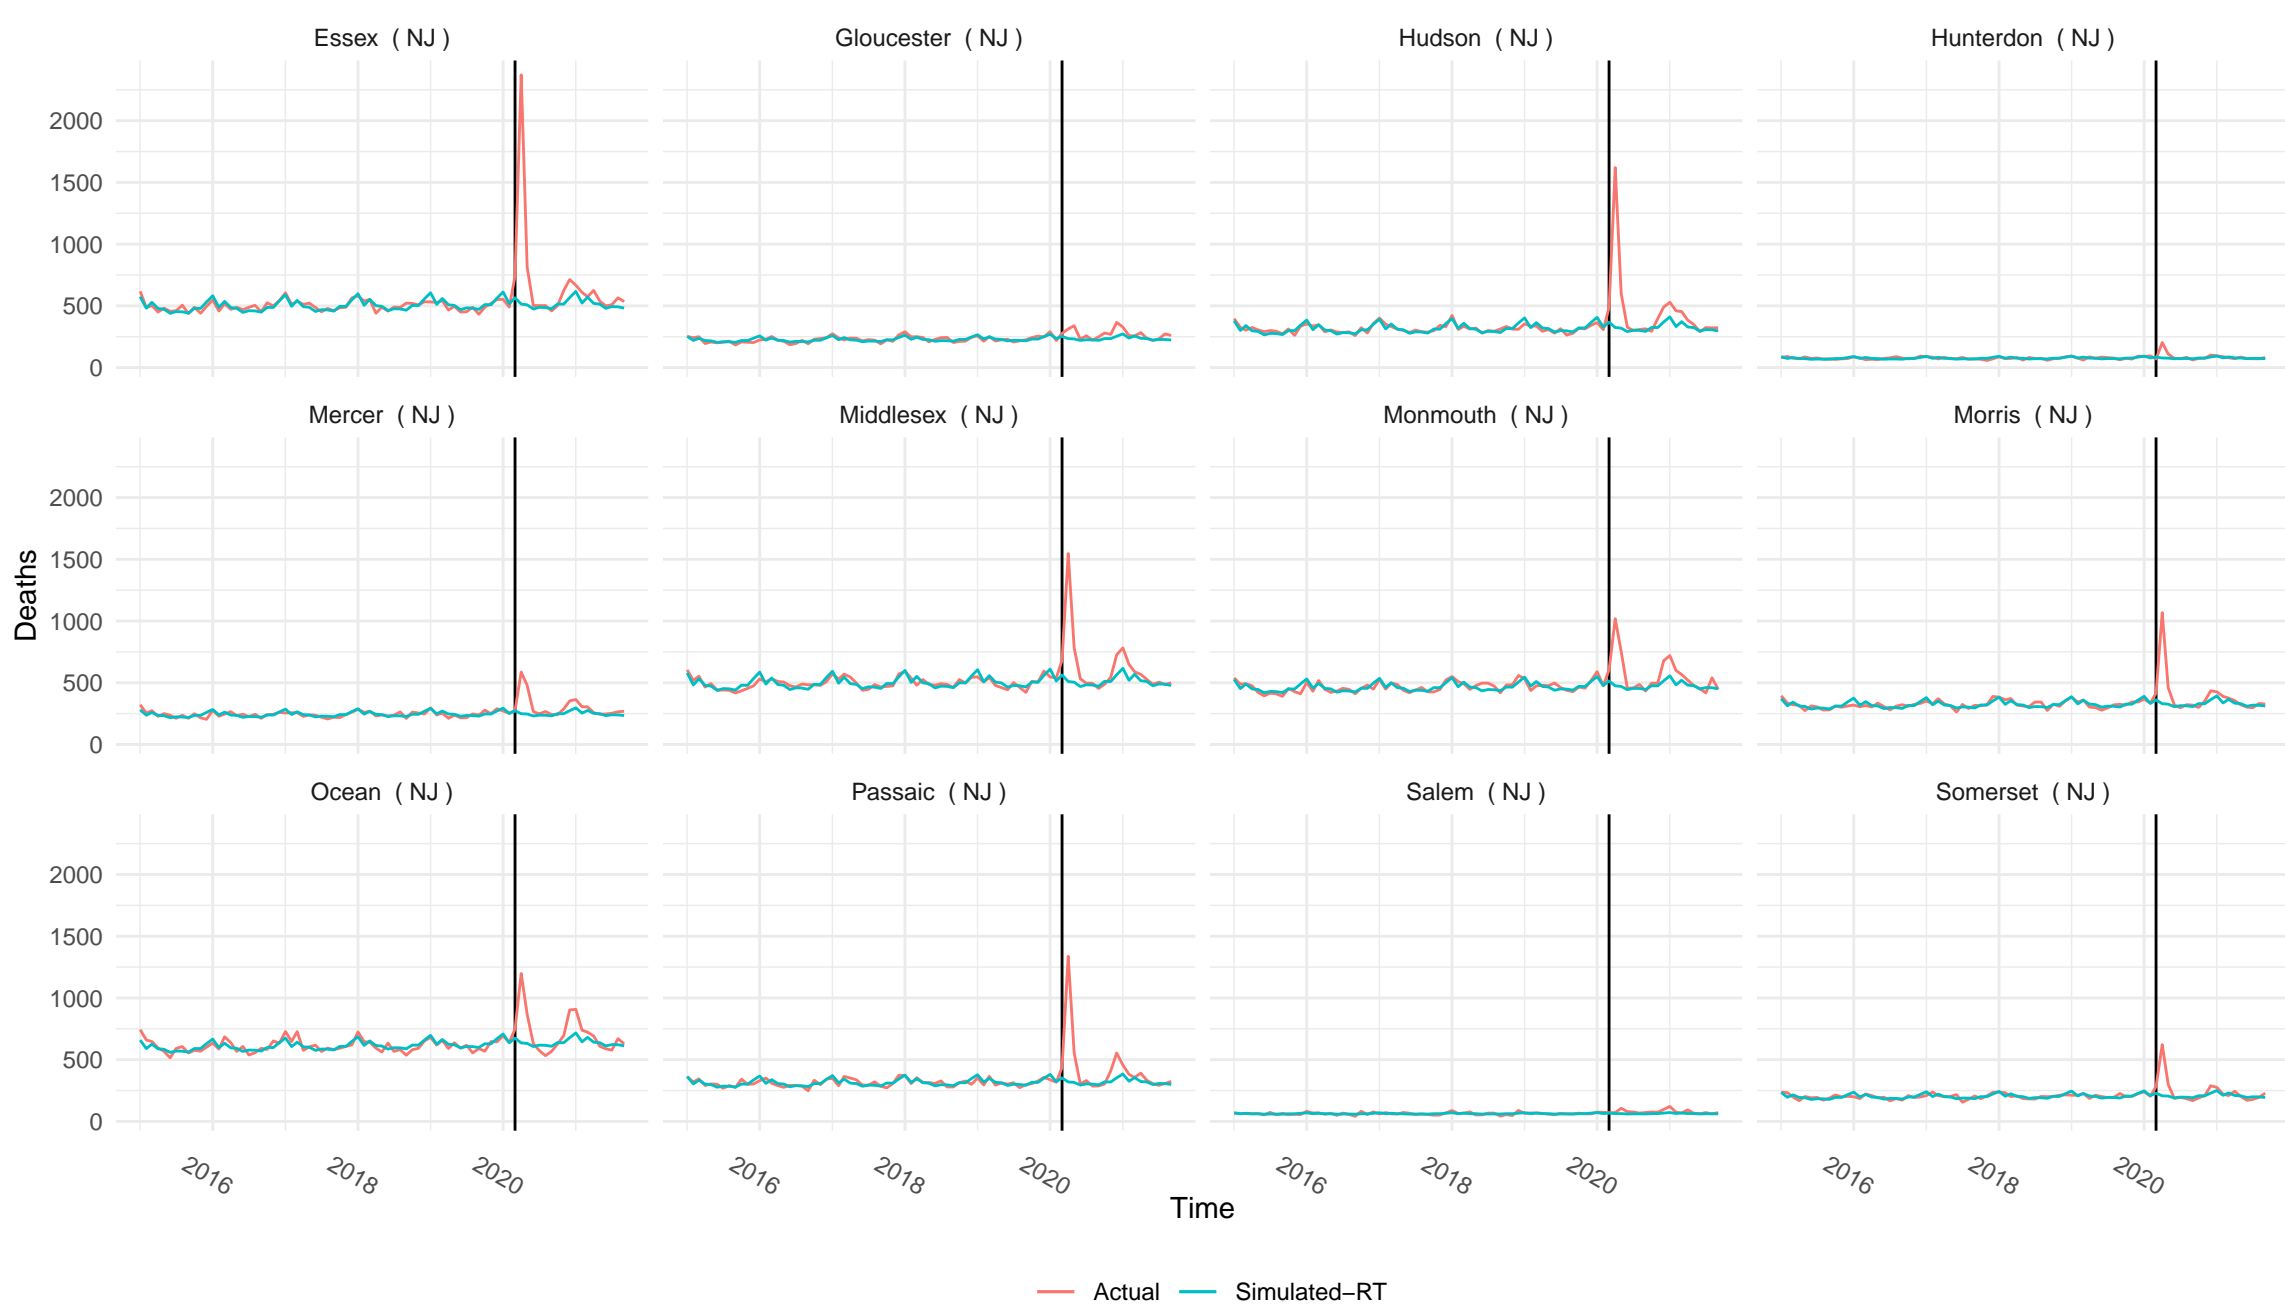 Essex ( NJ ) Gloucester ( NJ ) Hudson ( NJ ) Hunterdon ( NJ )
2000
1500
1000
500
0
Mercer ( NJ ) Middlesex ( NJ ) Monmouth ( NJ ) Morris ( NJ )
2000
1500
1000
500
0
Deaths
Ocean ( NJ ) Passaic ( NJ ) Salem ( NJ ) Somerset ( NJ )
2000
1500
1000
500
0
2016 2018 2020 2016 2018 2020 2016 2018 2020 2016 2018 2020
Time
Actual Simulated−RT